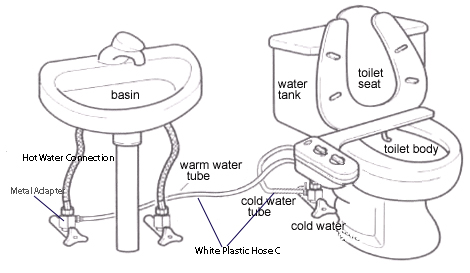 water
tank
toilet
seat
basin
toilet body
Hot Water Connection
warm water
tube
Metal Adapter
cold water
tube
cold water
White Plastic Hose C